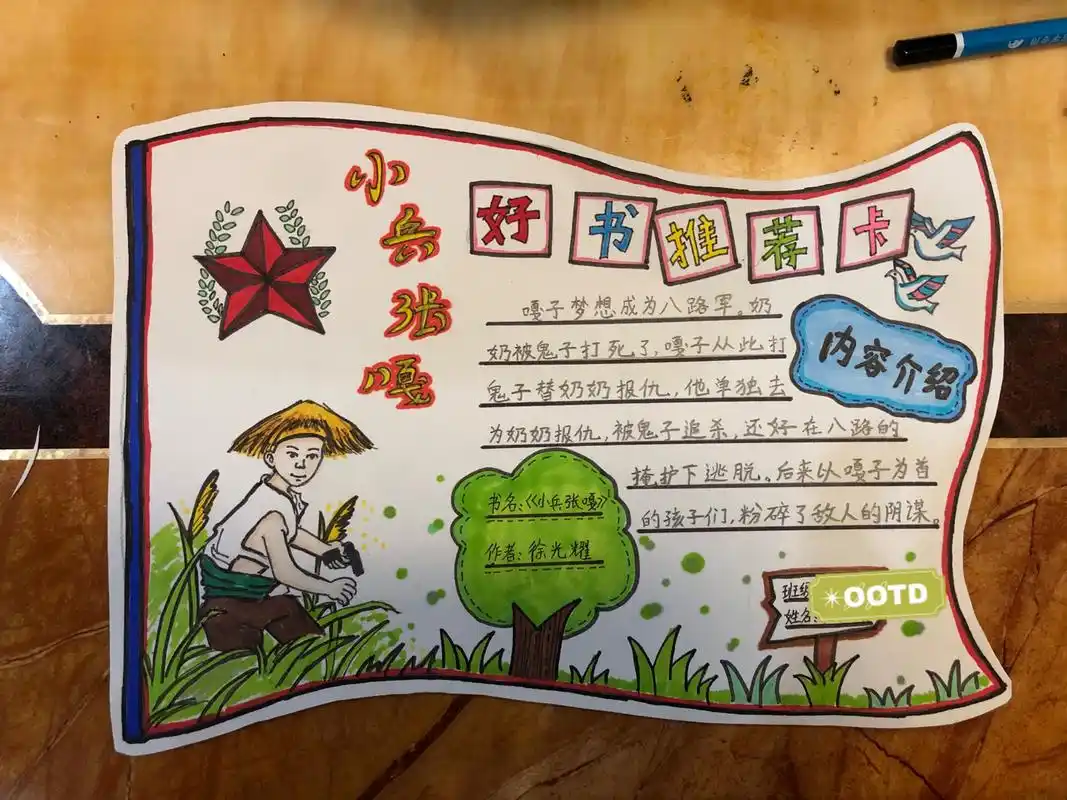 小兵张嘎
好书推荐卡
内容介绍
嘎子梦想成为八路军。奶
奶被鬼子打死了,嘎子从此打
鬼子替奶奶报仇,他单独去
为奶奶报仇,被鬼子追杀,还好在八路的
掩护下逃脱。后来以嘎子为首
的孩子们,粉碎了敌人的阴谋。
书名:《小兵张嘎》
作者:徐光耀
班级
姓名:
OOTD